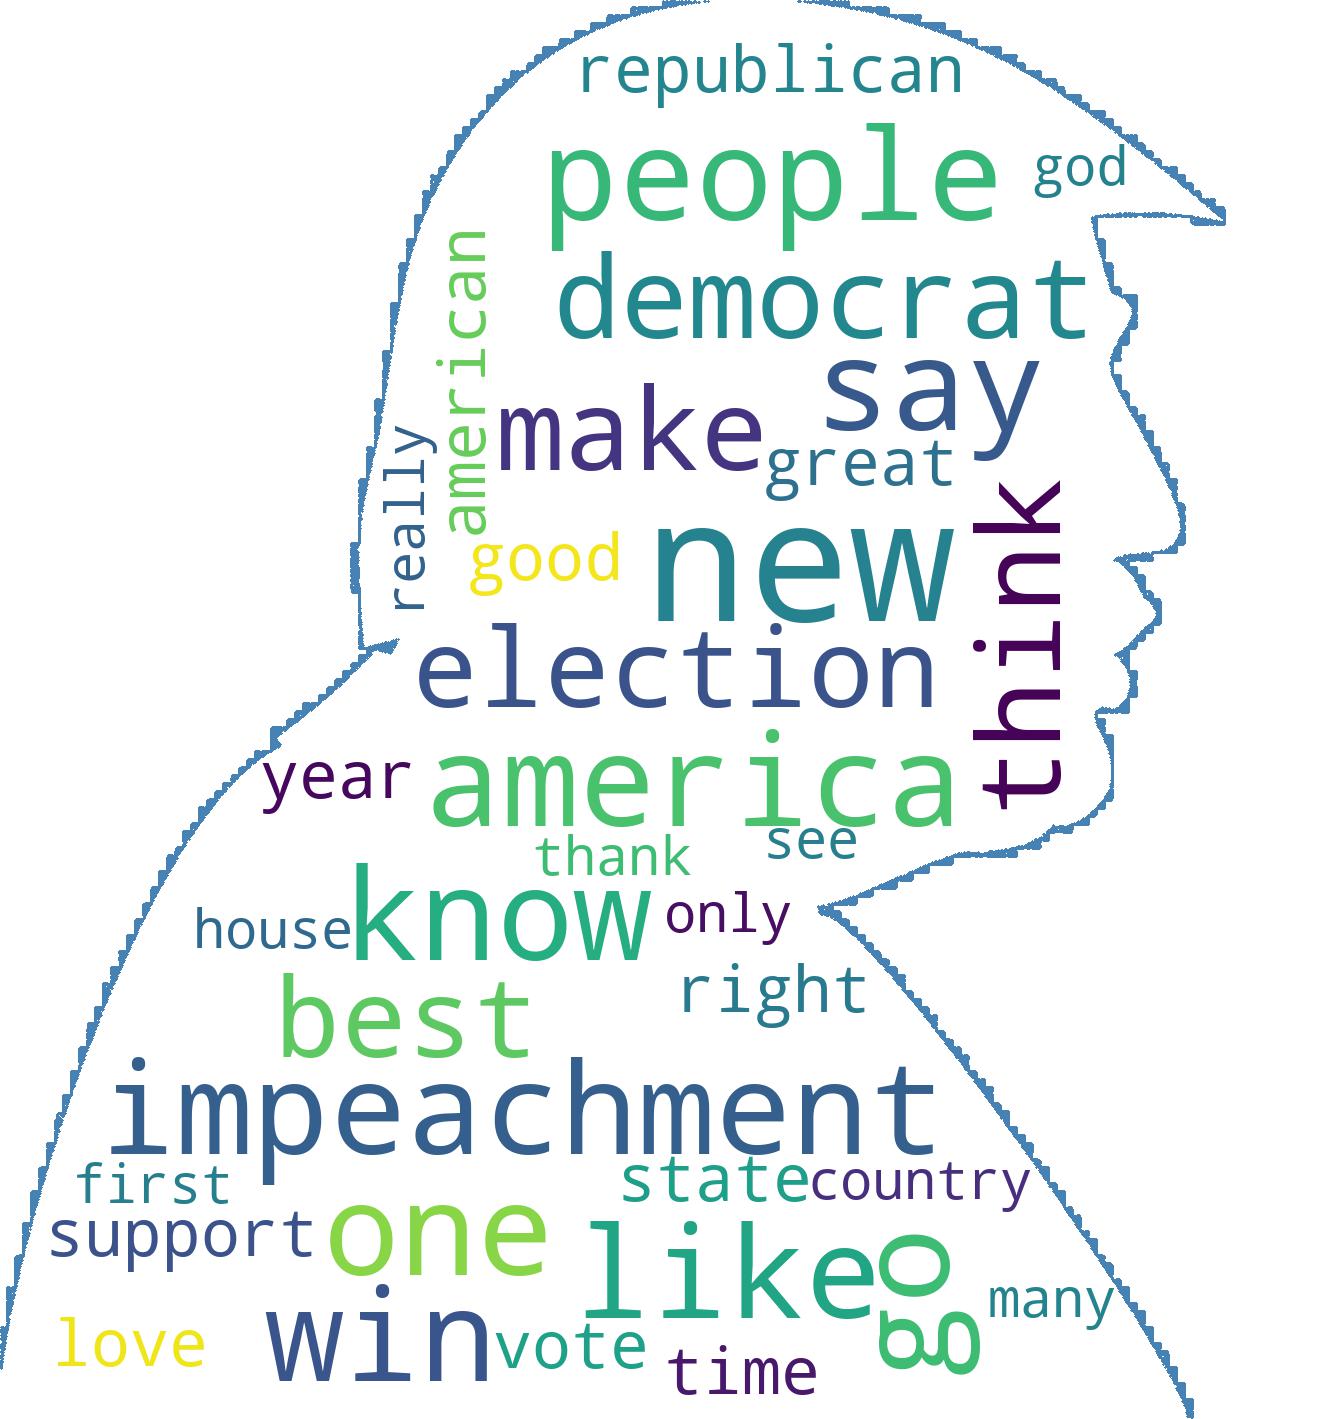 republican
people god
democrat
american
say
make
great
really
good new
think
election
year america
thank see
house know only
best right
impeachment
first state country
support one like go
many
love win vote time